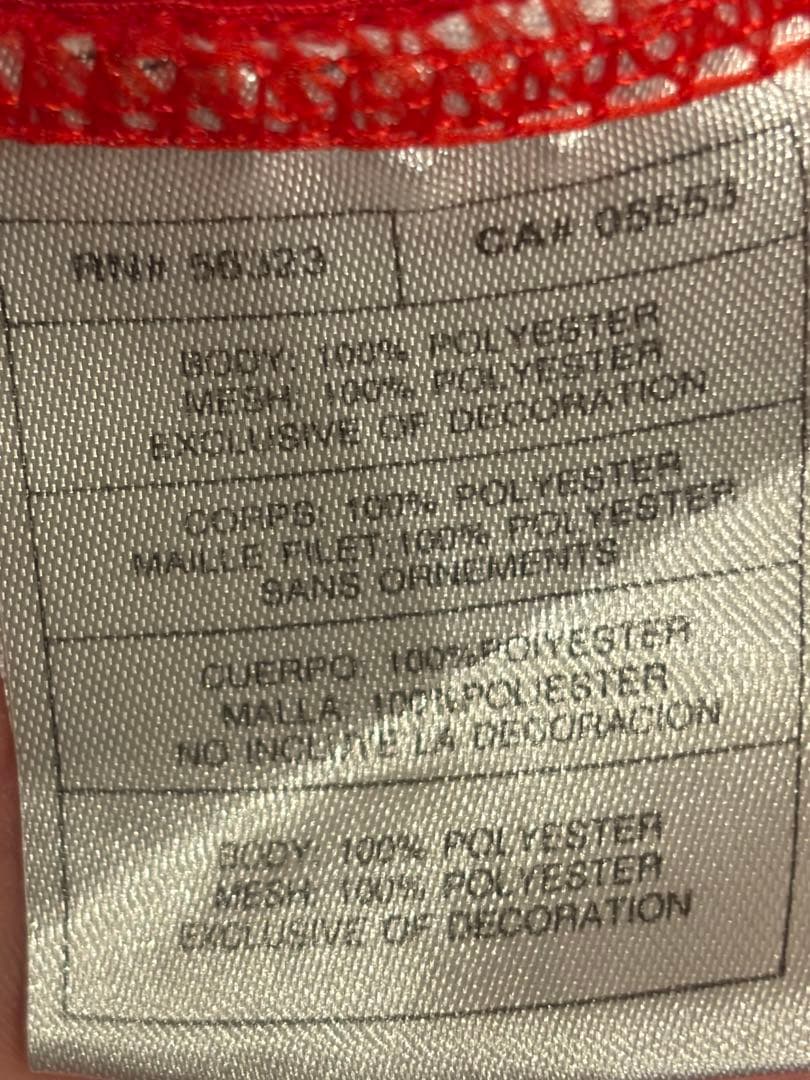 RN# 56323 CA# 05553
BODY: 100% POLYESTER
MESH: 100% POLYESTER
EXCLUSIVE OF DECORATION
CORPS: 100% POLYESTER
MAILLE FILET:100% POLYESTER
SANS ORNEMENTS
CUERPO: 100%POIYESTER
MALLA: 100%POLIESTER
NO INCLUYE LA DECORACION
BODY: 100% POLYESTER
MESH: 100% POLYESTER
EXCLUSIVE OF DECORATION